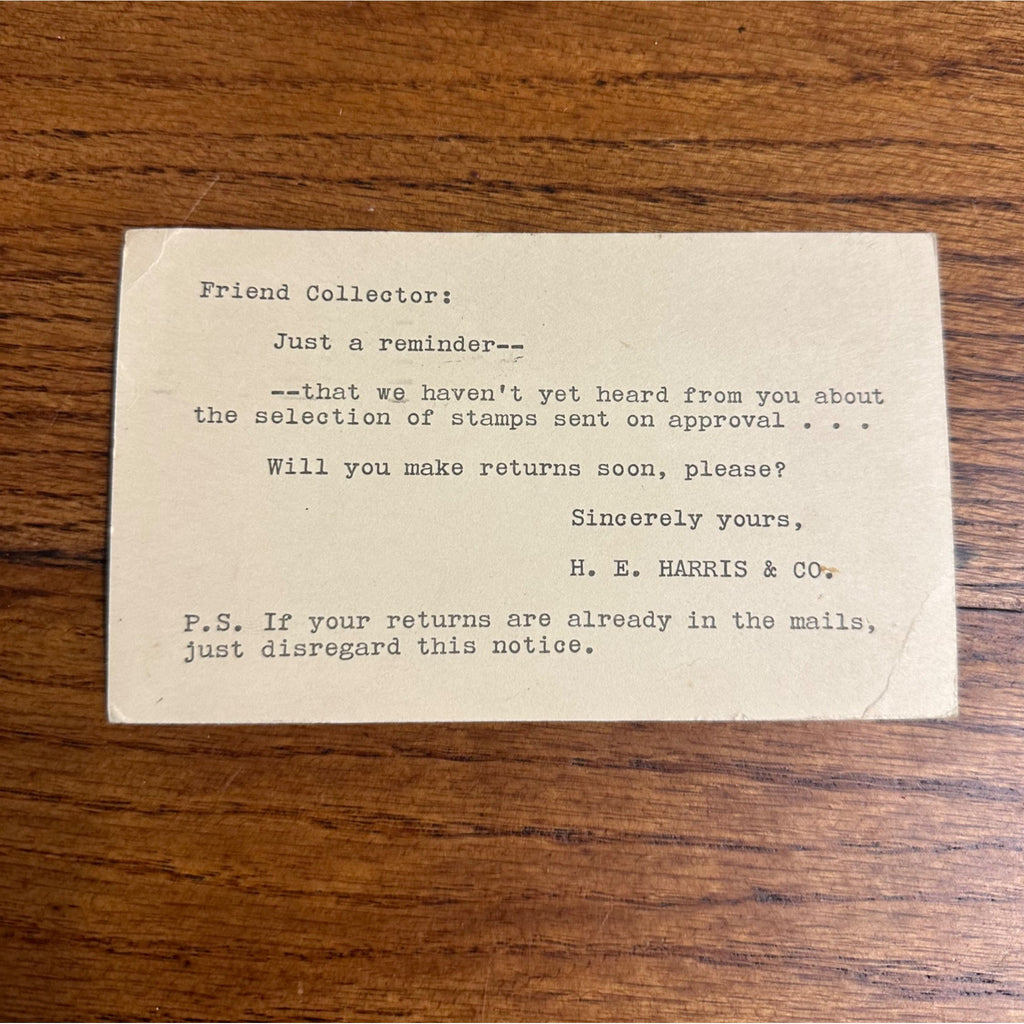 Friend Collector:
Just a reminder--
--that we haven't yet heard from you about
the selection of stamps sent on approval . . .
Will you make returns soon, please?
Sincerely yours,
H. E. HARRIS & CO.
P.S. If your returns are already in the mails,
just disregard this notice.